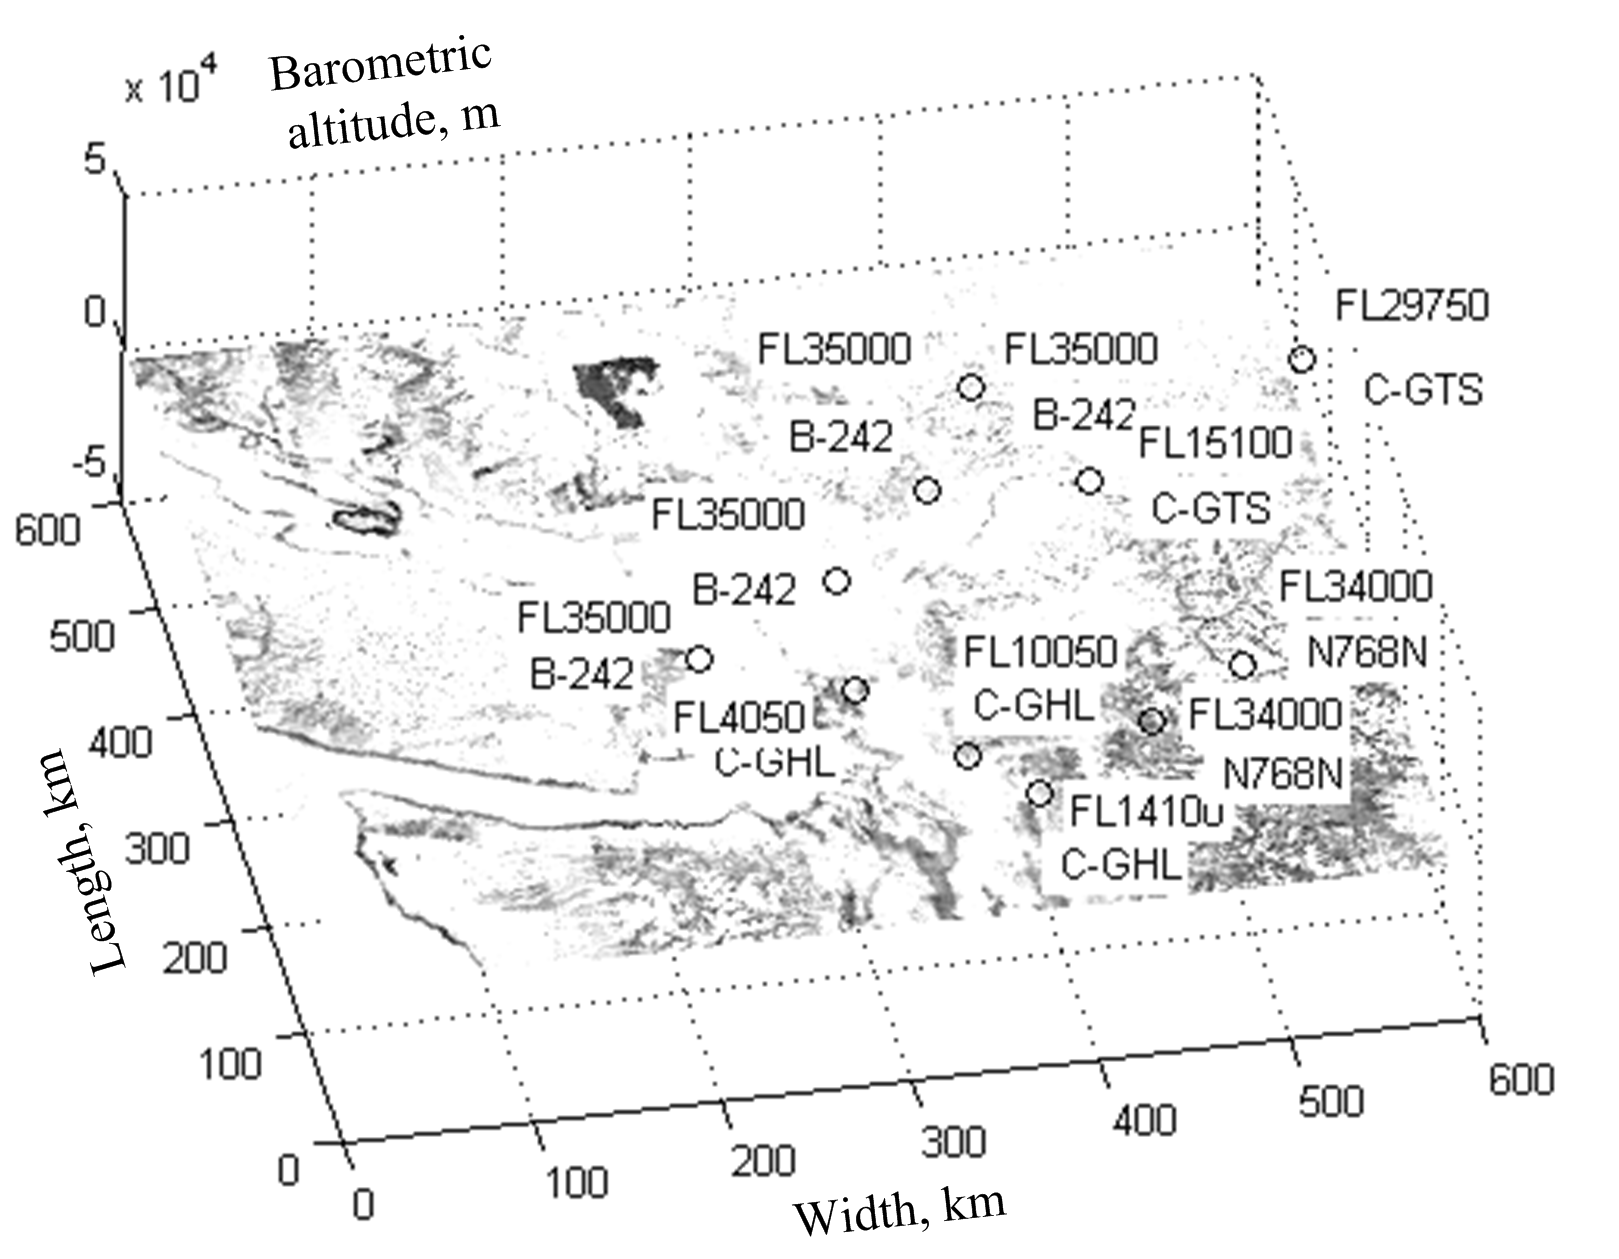 x 10⁴
Barometric
altitude, m
5
0
-5
FL29750
C-GTS
FL35000
B-242
FL35000
B-242
FL15100
C-GTS
FL35000
B-242
FL35000
B-242
FL34000
N768N
FL10050
C-GHL
FL4050
C-GHL
FL34000
N768N
FL1410u
C-GHL
600
500
400
300
200
100
0
Length, km
0
100
200
300
400
500
600
Width, km